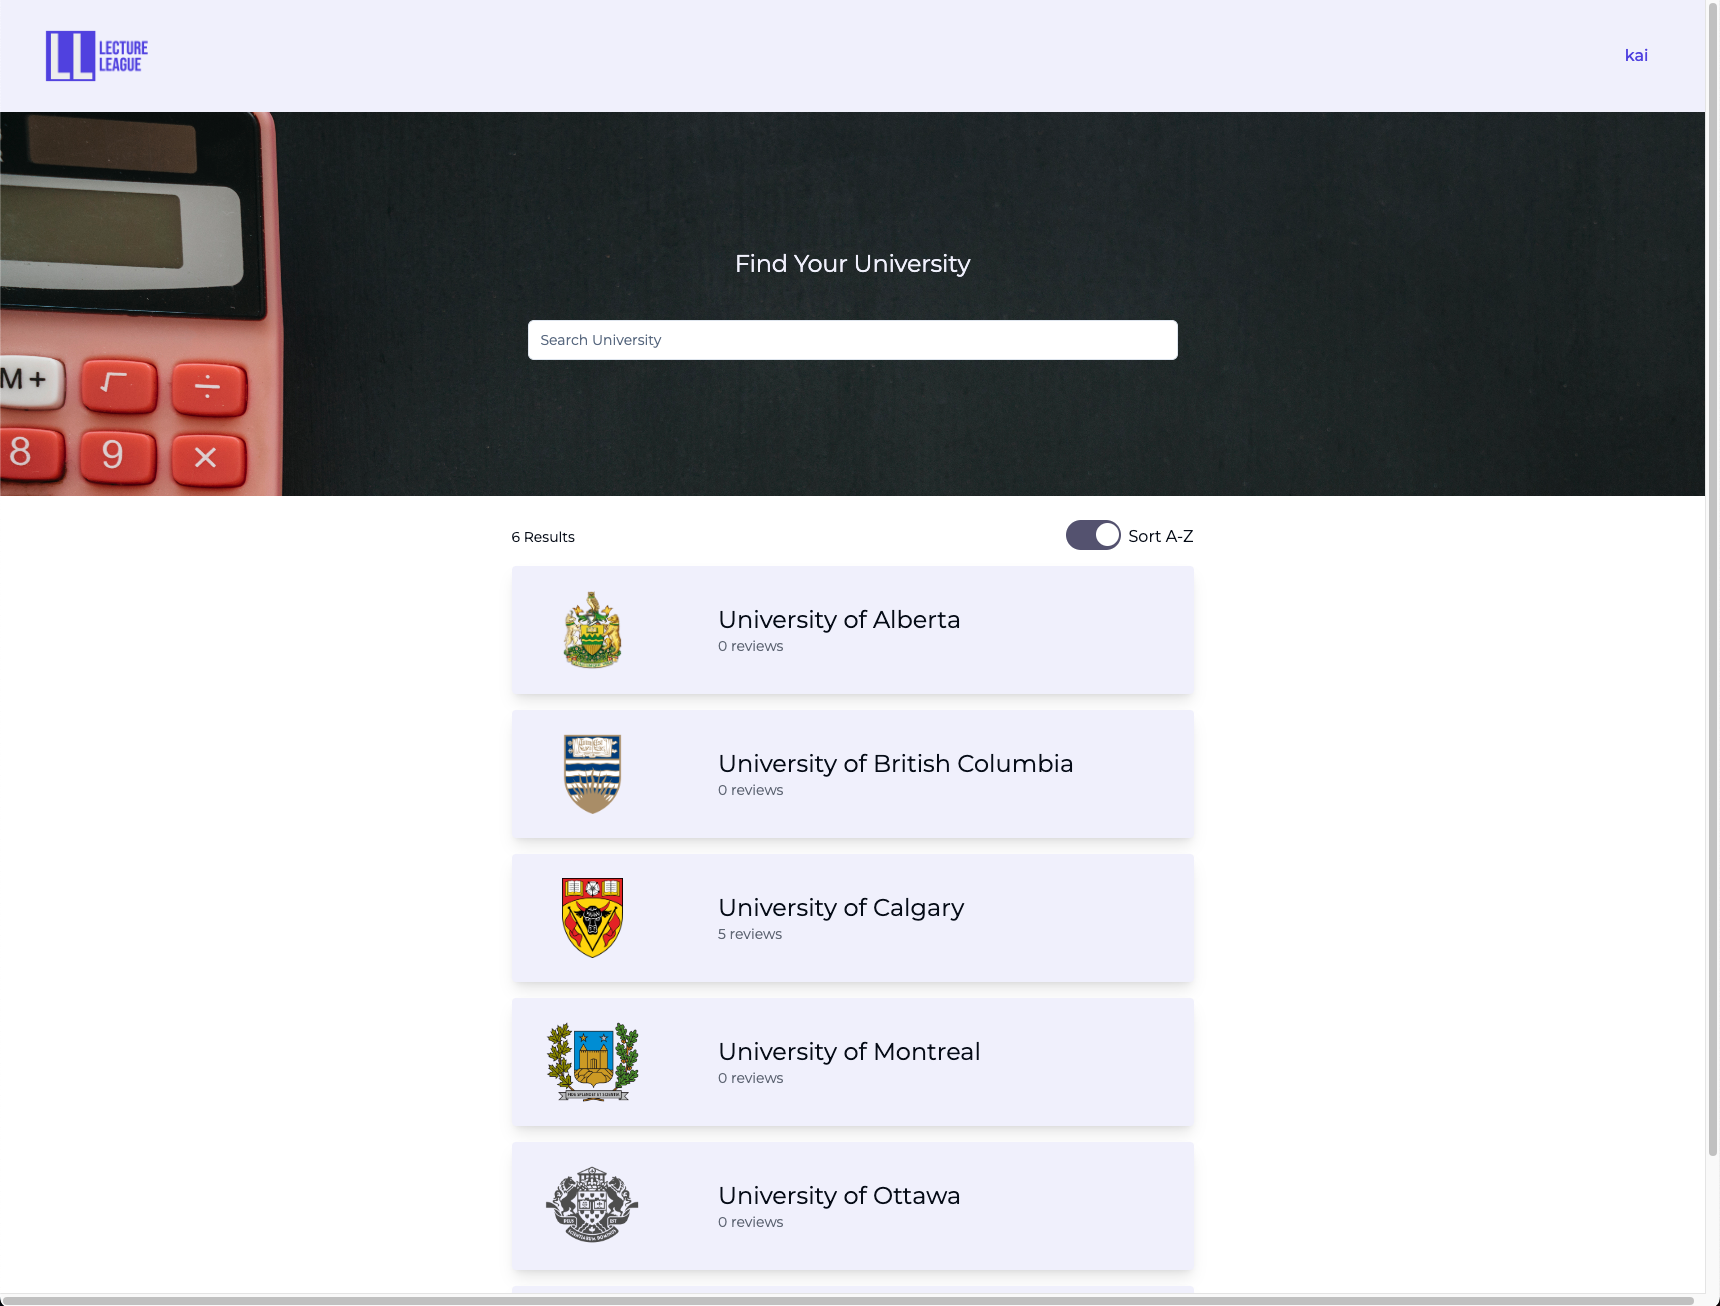 LECTURE
LEAGUE
kai
Find Your University
Search University
M+
√
÷
8
9
×
6 Results
Sort A-Z
University of Alberta
0 reviews
University of British Columbia
0 reviews
University of Calgary
5 reviews
University of Montreal
0 reviews
University of Ottawa
0 reviews